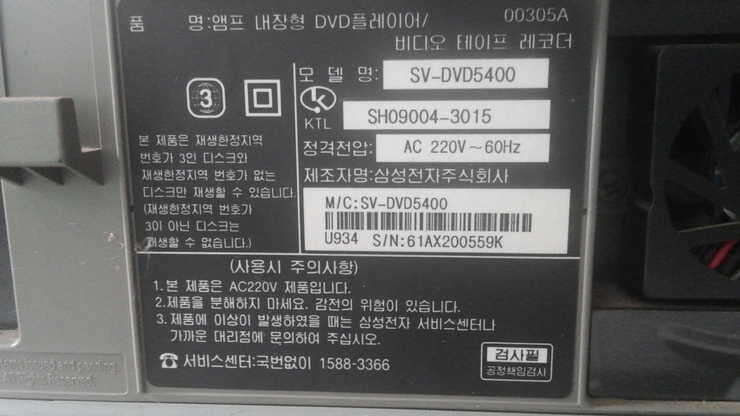 품 명:앰프 내장형 DVD플레이어/ 00305A
비디오 테이프 레코더
모 델 명: SV-DVD5400
3
KTL SH09004-3015
정격전압: AC 220V~60Hz
제조자명:삼성전자주식회사
본 제품은 재생한정지역
번호가 3인 디스크와
재생한정지역 번호가 없는
디스크만 재생할 수 있습니다.
(재생한정지역 번호가
3이 아닌 디스크는
재생할 수 없습니다.)
M/C:SV-DVD5400
U934 S/N:61AX200559K
(사용시 주의사항)
1.본 제품은 AC220V 제품입니다.
2.제품을 분해하지 마세요. 감전의 위험이 있습니다.
3.제품에 이상이 발생하였을 때는 삼성전자 서비스센터나
가까운 대리점에 문의하여 주십시오.
☎서비스센터:국번없이 1588-3366
검사필
공정책임검사